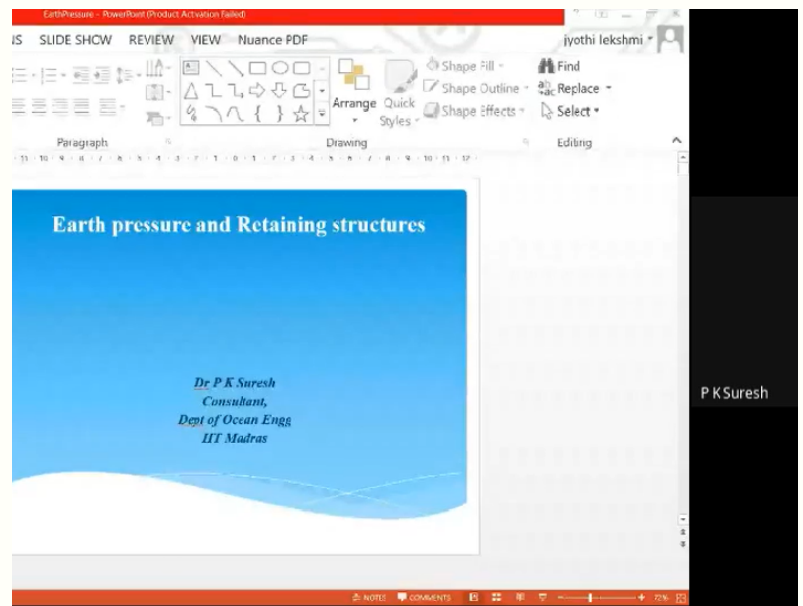 EarthPressure - PowerPoint (Product Activation Failed)
IS SLIDE SHOW REVIEW VIEW Nuance PDF
jyothi lekshmi
Shape Fill
Shape Outline
Shape Effects
Arrange
Quick Styles
Find
Replace
Select
Paragraph
Drawing
Editing
Earth pressure and Retaining structures
Dr P K Suresh
Consultant,
Dept of Ocean Engg
IIT Madras
P K Suresh
NOTES COMMENTS
72%